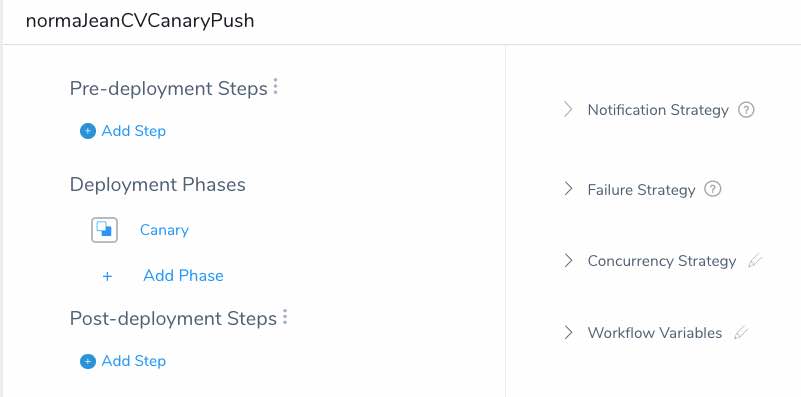 normaJeanCVCanaryPush
Pre-deployment Steps
Add Step
Deployment Phases
Canary
+ Add Phase
Post-deployment Steps
Add Step
Notification Strategy ?
Failure Strategy ?
Concurrency Strategy
Workflow Variables